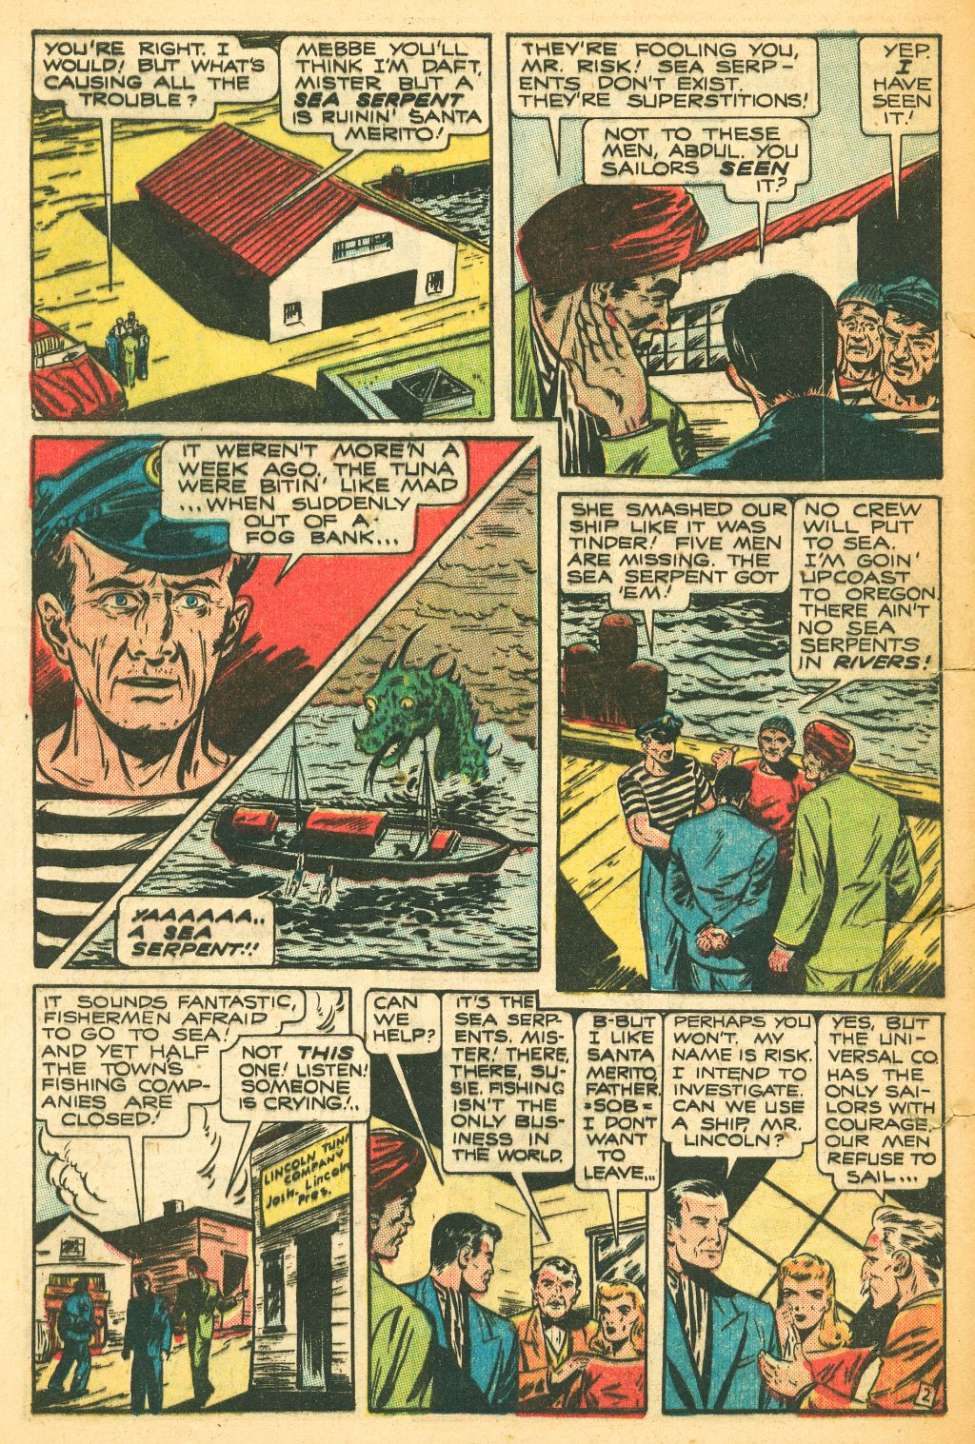 YOU'RE RIGHT. I
WOULD! BUT WHAT'S
CAUSING ALL THE
TROUBLE?
MEBBE YOU'LL
THINK I'M DAFT,
MISTER BUT A
SEA SERPENT
IS RUININ' SANTA
MERITO!
THEY'RE FOOLING YOU,
MR. RISK! SEA SERP-
ENTS DON'T EXIST.
THEY'RE SUPERSTITIONS!
NOT TO THESE
MEN, ABDUL. YOU
SAILORS SEEN
IT?
YEP.
I
HAVE
SEEN
IT!
IT WEREN'T MORE'N A
WEEK AGO. THE TUNA
WERE BITIN' LIKE MAD
...WHEN SUDDENLY
OUT OF A
FOG BANK...
YAAAAAA..
A SEA
SERPENT!!
SHE SMASHED OUR
SHIP LIKE IT WAS
TINDER! FIVE MEN
ARE MISSING. THE
SEA SERPENT GOT
'EM!
NO CREW
WILL PUT
TO SEA.
I'M GOIN'
UPCOAST
TO OREGON.
THERE AIN'T
NO SEA
SERPENTS
IN RIVERS!
IT SOUNDS FANTASTIC,
FISHERMEN AFRAID
TO GO TO SEA!
AND YET HALF
THE TOWN'S
FISHING COMP-
ANIES ARE
CLOSED!
NOT THIS
ONE! LISTEN!
SOMEONE
IS CRYING!..
LINCOLN TUNA
COMPANY
Josh. Lincoln
Pres.
CAN
WE
HELP?
IT'S THE
SEA SERP-
ENTS. MIS-
TER! THERE,
THERE, SU-
SIE. FISHING
ISN'T THE
ONLY BUS-
INESS IN
THE WORLD.
B-BUT
I LIKE
SANTA
MERITO,
FATHER.
=SOB=
I DON'T
WANT
TO
LEAVE...
PERHAPS YOU
WON'T. MY
NAME IS RISK.
I INTEND TO
INVESTIGATE.
CAN WE USE
A SHIP, MR.
LINCOLN?
YES, BUT
THE UNI-
VERSAL CO.
HAS THE
ONLY SAI-
LORS WITH
COURAGE.
OUR MEN
REFUSE TO
SAIL...
2